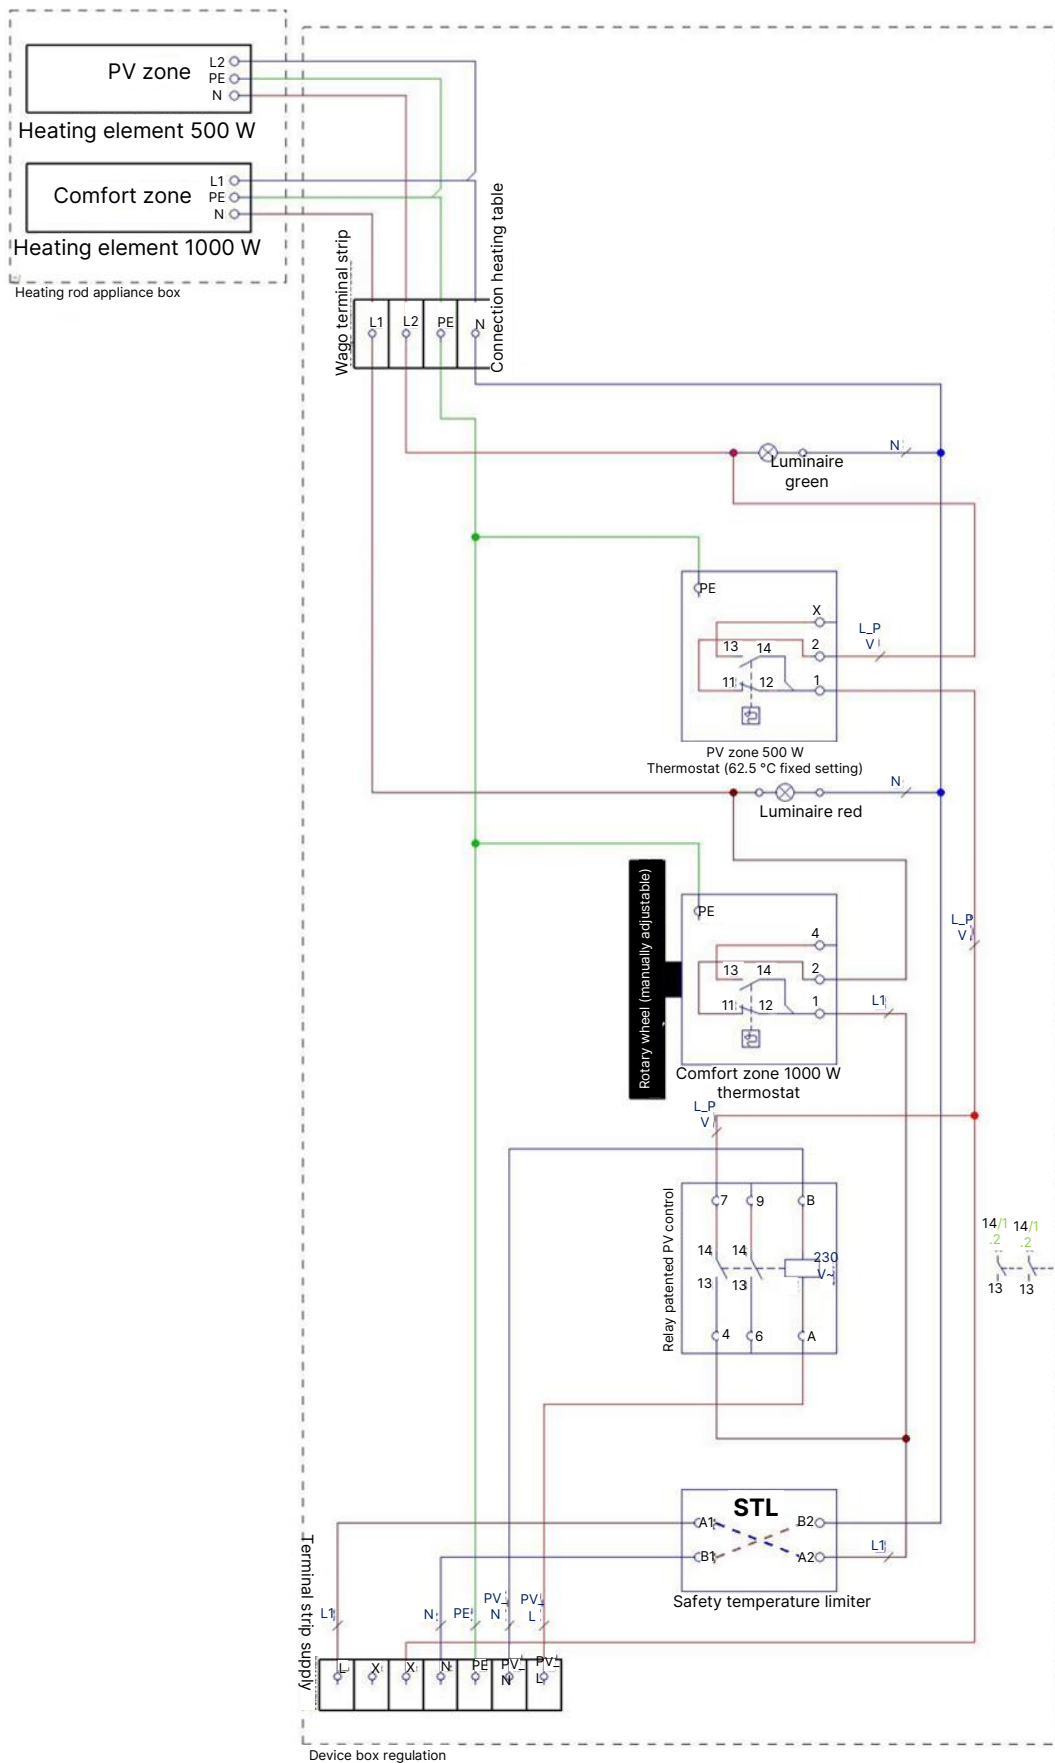 L2
PV zone
PE
N
Heating element 500 W
L1
Comfort zone
PE
N
Heating element 1000 W
Heating rod appliance box
Wago terminal strip
Connection heating table
L1
L2
PE
N
N
Luminaire
green
PE
X
L_P
V
2
13
14
11
12
1
PV zone 500 W
Thermostat (62.5 °C fixed setting)
N
Luminaire red
Rotary wheel (manually adjustable)
PE
4
L_P
V
2
13
14
11
12
1
L1
Comfort zone 1000 W
thermostat
L_P
V
Relay patented PV control
7
9
B
14
14
230
V~
13
13
4
6
A
14/1
.2
14/1
.2
13
13
STL
A1
B2
B1
A2
L1
Safety temperature limiter
Terminal strip supply
L1
N
PE
PV_
N
PV_
L
L
X
X
N
PE
PV_
N
PV_
L
Device box regulation